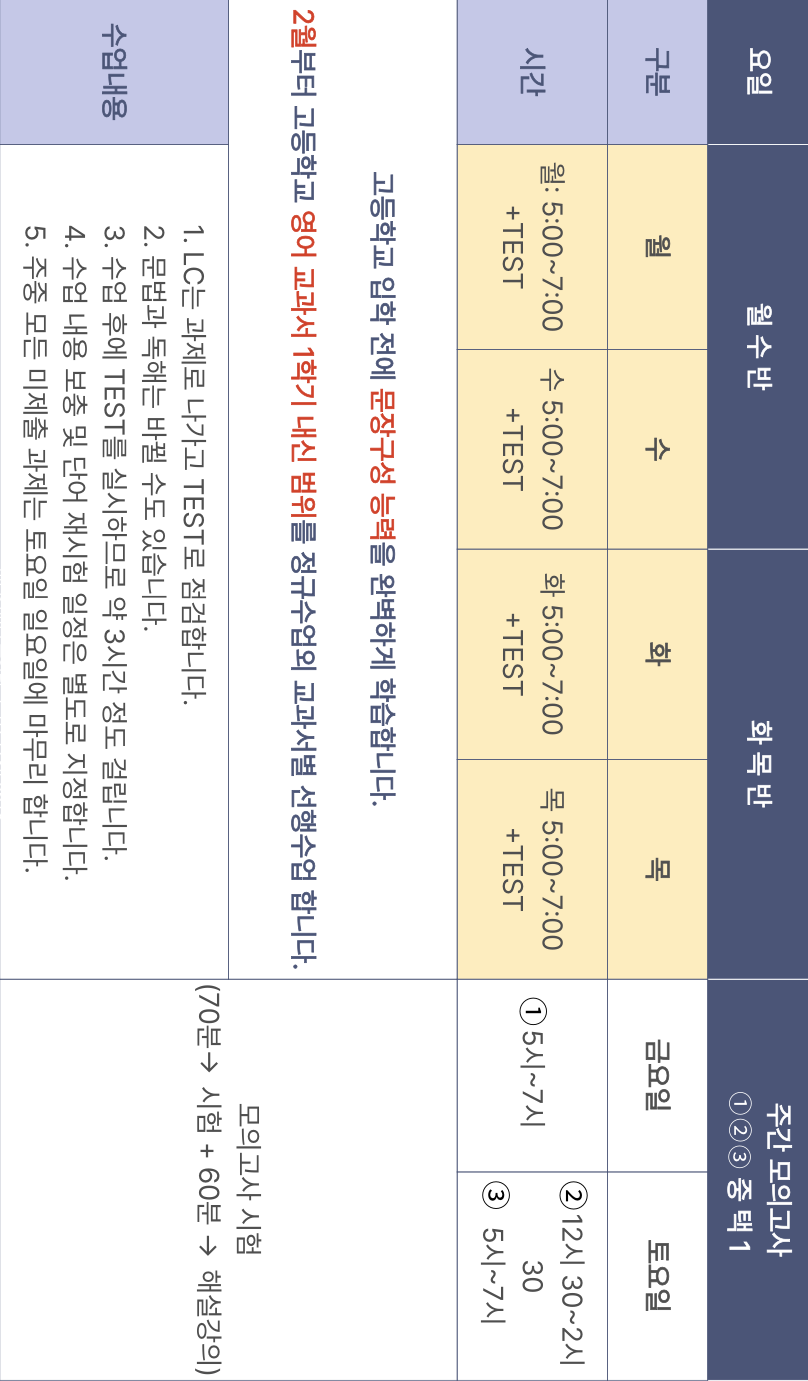 요일
월 수 반
화 목 반
주간 모의고사
①②③ 중 택 1
구분
월
수
화
목
금요일
토요일
시간
월: 5:00~7:00
+TEST
수 5:00~7:00
+TEST
화 5:00~7:00
+TEST
목 5:00~7:00
+TEST
① 5시~7시
② 12시 30~2시
30
③ 5시~7시
고등학교 입학 전에 문장구성 능력을 완벽하게 학습합니다.
2월부터 고등학교 영어 교과서 1학기 내신 범위를 정규수업외 교과서별 선행수업 합니다.
모의고사 시험
(70분→ 시험 + 60분 → 해설강의)
수업내용
1. LC는 과제로 나가고 TEST로 점검합니다.
2. 문법과 독해는 바뀔 수도 있습니다.
3. 수업 후에 TEST를 실시하므로 약 3시간 정도 걸립니다.
4. 수업 내용 보충 및 단어 재시험 일정은 별도로 지정합니다.
5. 주중 모든 미제출 과제는 토요일 일요일에 마무리 합니다.